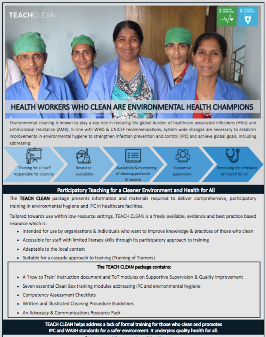 TEACHCLEAN
HEALTH WORKERS WHO CLEAN ARE ENVIRONMENTAL HEALTH CHAMPIONS
Environmental cleaning is known to play a key role in reducing the global burden of healthcare associated infections (HAIs) and
antimicrobial resistance (AMR). In line with WHO & UNICEF recommendations, system wide changes are necessary to establish
improvements in environmental hygiene to strengthen infection prevention and control (IPC) and achieve global goals, including
addressing:
Training for all staff
responsible for cleaning
Resource
availability
Evaluation & monitoring
of cleaning protocols
Supportive
supervision
on health for all
Participatory Teaching for a Cleaner Environment and Health for All
The TEACH CLEAN package presents information and materials required to deliver comprehensive, participatory
training in environmental hygiene and IPC in healthcare facilities.
Tailored towards use within low-resource settings, TEACH CLEAN is a freely available, evidence and best practice based
resource which is:
• Intended for use by organisations & individuals who want to improve knowledge & practices of those who clean
• Accessible for staff with limited literacy skills through its participatory approach to training
• Adaptable to the local context
• Suitable for a cascade approach to training (Training of Trainers)
The TEACH CLEAN package contains:
• A 'How to Train' instruction document and ToT modules on Supportive Supervision & Quality Improvement
• Seven essential Clean Box training modules addressing IPC and environmental hygiene
• Competency Assessment Checklists
• Written and Illustrated Cleaning Procedure Guidelines
• An Advocacy & Communications Resource Pack
TEACH CLEAN helps address a lack of formal training for those who clean and promotes
IPC and WASH standards for a safer environment. It underpins quality health for all.